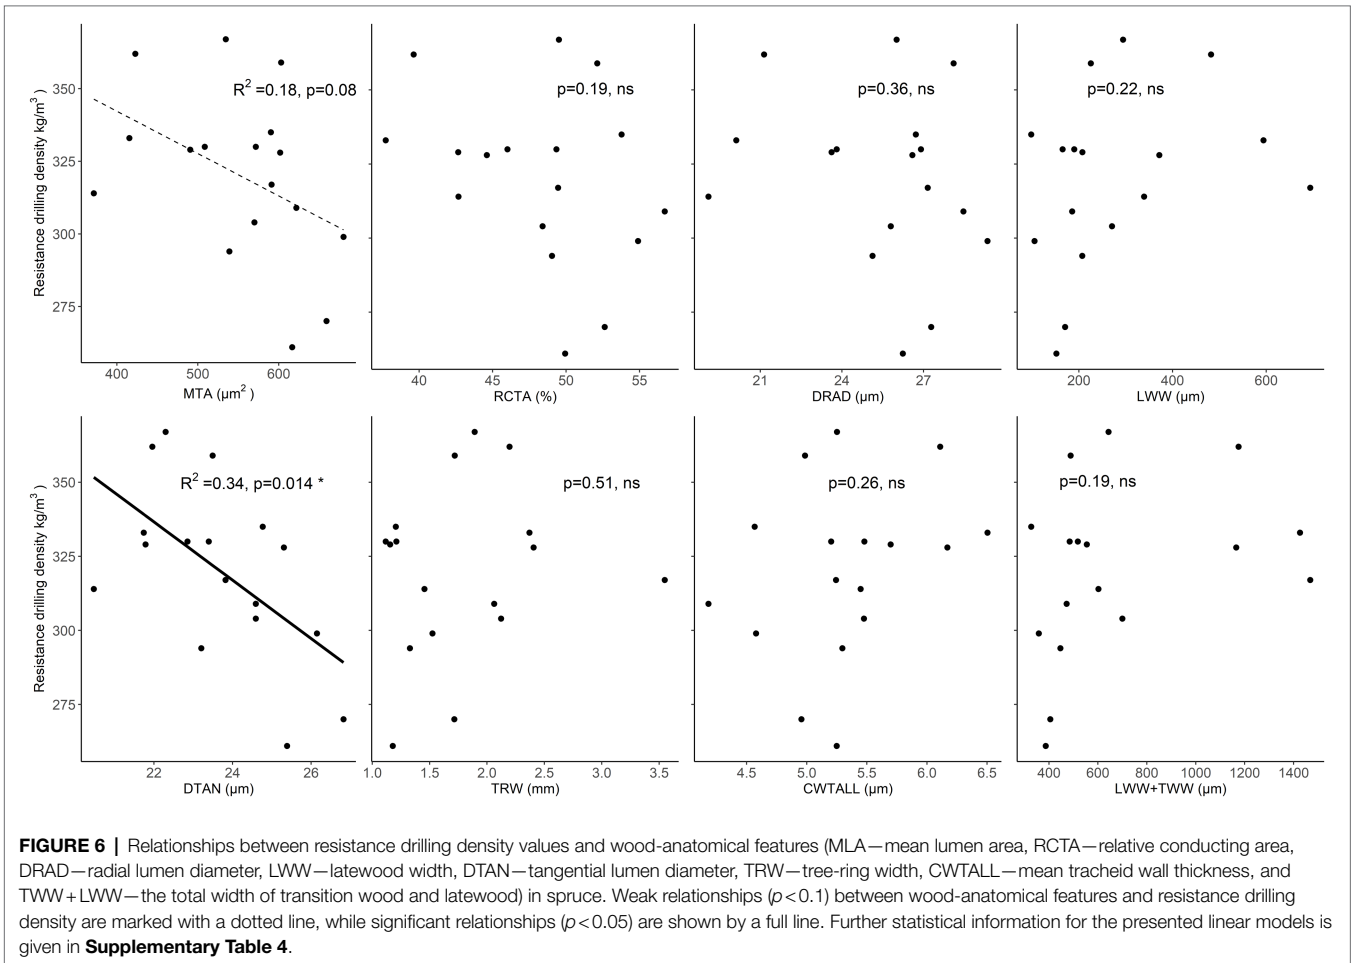 Resistance drilling density kg/m³
350
325
300
275
R² =0.18, p=0.08
400 500 600
MTA (µm² )
p=0.19, ns
40 45 50 55
RCTA (%)
p=0.36, ns
21 24 27
DRAD (µm)
p=0.22, ns
200 400 600
LWW (µm)
Resistance drilling density kg/m³
350
325
300
275
R² =0.34, p=0.014 *
22 24 26
DTAN (µm)
p=0.51, ns
1.0 1.5 2.0 2.5 3.0 3.5
TRW (mm)
p=0.26, ns
4.5 5.0 5.5 6.0 6.5
CWTALL (µm)
p=0.19, ns
400 600 800 1000 1200 1400
LWW+TWW (µm)
FIGURE 6 | Relationships between resistance drilling density values and wood-anatomical features (MLA—mean lumen area, RCTA—relative conducting area,
DRAD—radial lumen diameter, LWW—latewood width, DTAN—tangential lumen diameter, TRW—tree-ring width, CWTALL—mean tracheid wall thickness, and
TWW+LWW—the total width of transition wood and latewood) in spruce. Weak relationships (p<0.1) between wood-anatomical features and resistance drilling
density are marked with a dotted line, while significant relationships (p<0.05) are shown by a full line. Further statistical information for the presented linear models is
given in Supplementary Table 4.